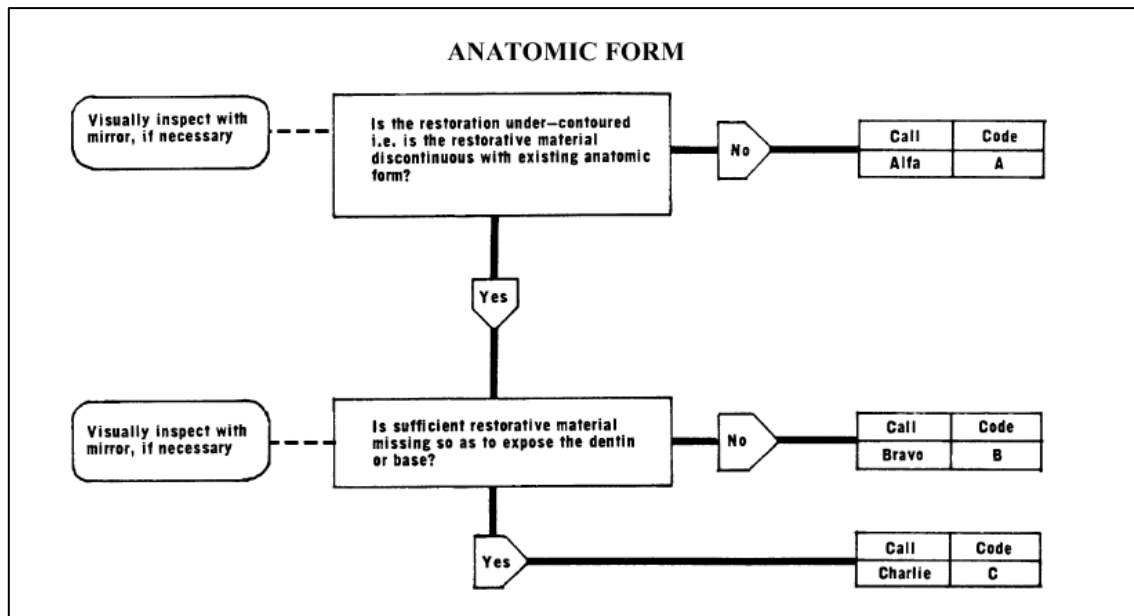 ANATOMIC FORM
Visually inspect with
mirror, if necessary
Is the restoration under-contoured
i.e. is the restorative material
discontinuous with existing anatomic
form?
No
Call Code
Alfa A
Yes
Visually inspect with
mirror, if necessary
Is sufficient restorative material
missing so as to expose the dentin
or base?
No
Call Code
Bravo B
Yes
Call Code
Charlie C